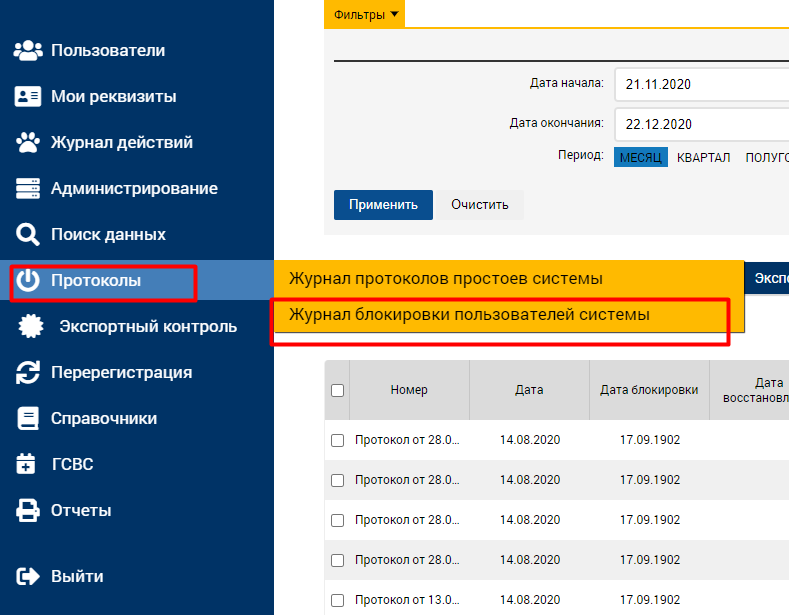 Пользователи
Мои реквизиты
Журнал действий
Администрирование
Поиск данных
Протоколы
Экспортный контроль
Перерегистрация
Справочники
ГСВС
Отчеты
Выйти
Фильтры
Дата начала: 21.11.2020
Дата окончания: 22.12.2020
Период: МЕСЯЦ КВАРТАЛ ПОЛУГО
Применить Очистить
Журнал протоколов простоев системы
Экспо
Журнал блокировки пользователей системы
Номер Дата Дата блокировки Дата
восстановл
Протокол от 28.0... 14.08.2020 17.09.1902
Протокол от 28.0... 14.08.2020 17.09.1902
Протокол от 28.0... 14.08.2020 17.09.1902
Протокол от 28.0... 14.08.2020 17.09.1902
Протокол от 13.0... 14.08.2020 17.09.1902